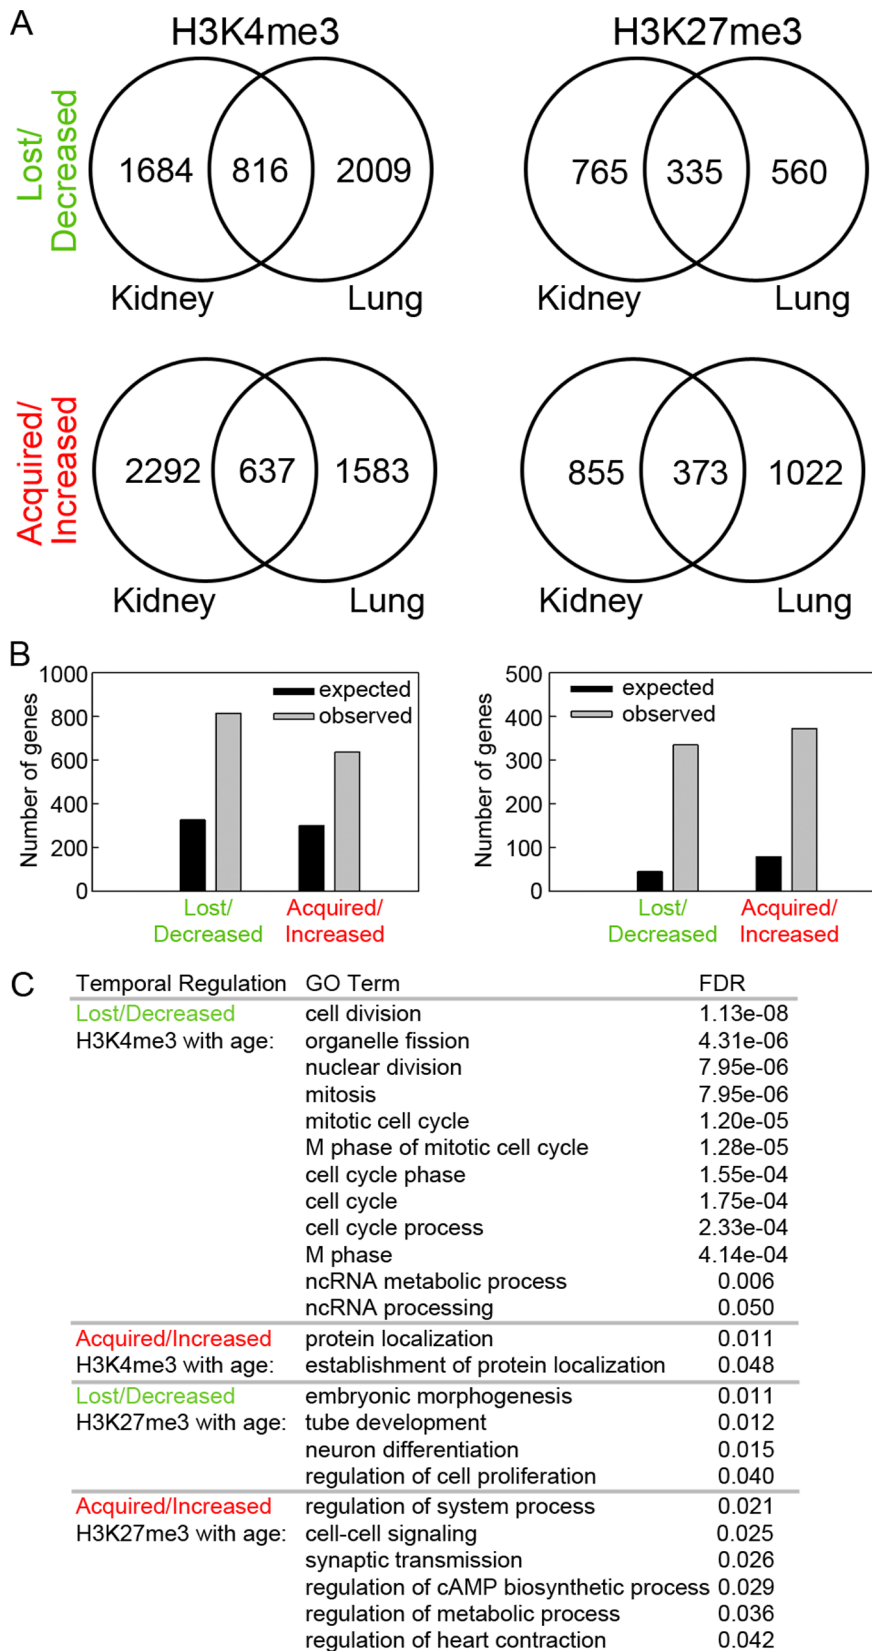 A
H3K4me3 H3K27me3
Lost/
Decreased
1684 816 2009 765 335 560
Kidney Lung Kidney Lung
Acquired/
Increased
2292 637 1583 855 373 1022
Kidney Lung Kidney Lung
B
Number of genes
1000
800
600
400
200
0
expected
observed
Lost/
Decreased
Acquired/
Increased
Number of genes
500
400
300
200
100
0
expected
observed
Lost/
Decreased
Acquired/
Increased
C
Temporal Regulation GO Term FDR
Lost/Decreased cell division 1.13e-08
H3K4me3 with age: organelle fission 4.31e-06
nuclear division 7.95e-06
mitosis 7.95e-06
mitotic cell cycle 1.20e-05
M phase of mitotic cell cycle 1.28e-05
cell cycle phase 1.55e-04
cell cycle 1.75e-04
cell cycle process 2.33e-04
M phase 4.14e-04
ncRNA metabolic process 0.006
ncRNA processing 0.050
Acquired/Increased protein localization 0.011
H3K4me3 with age: establishment of protein localization 0.048
Lost/Decreased embryonic morphogenesis 0.011
H3K27me3 with age: tube development 0.012
neuron differentiation 0.015
regulation of cell proliferation 0.040
Acquired/Increased regulation of system process 0.021
H3K27me3 with age: cell-cell signaling 0.025
synaptic transmission 0.026
regulation of cAMP biosynthetic process 0.029
regulation of metabolic process 0.036
regulation of heart contraction 0.042